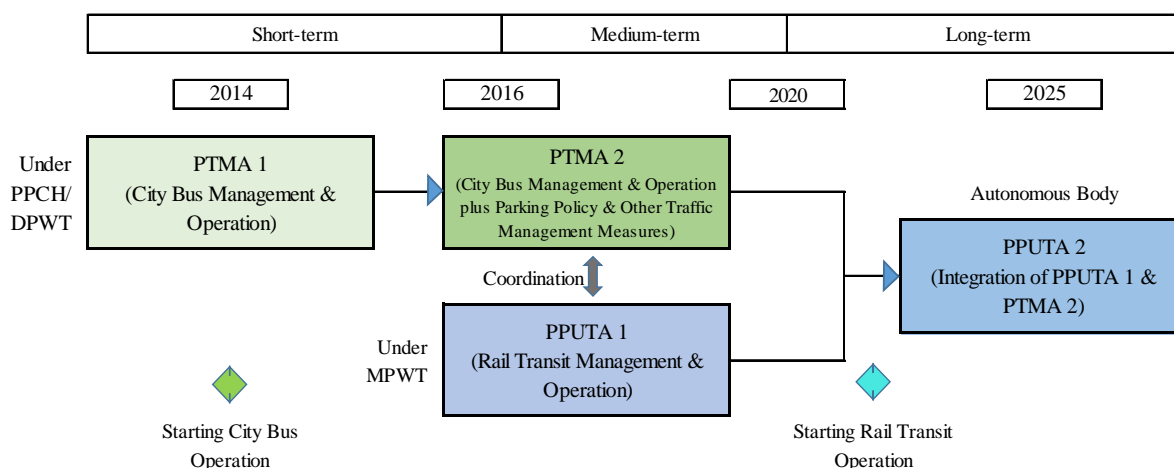 Short-term
Medium-term
Long-term
2014
2016
2020
2025
Under
PPCH/
DPWT
PTMA 1
(City Bus Management &
Operation)
PTMA 2
(City Bus Management & Operation
plus Parking Policy & Other Traffic
Management Measures)
Autonomous Body
PPUTA 2
(Integration of PPUTA 1 &
PTMA 2)
Coordination
Under
MPWT
PPUTA 1
(Rail Transit Management &
Operation)
Starting City Bus
Operation
Starting Rail Transit
Operation